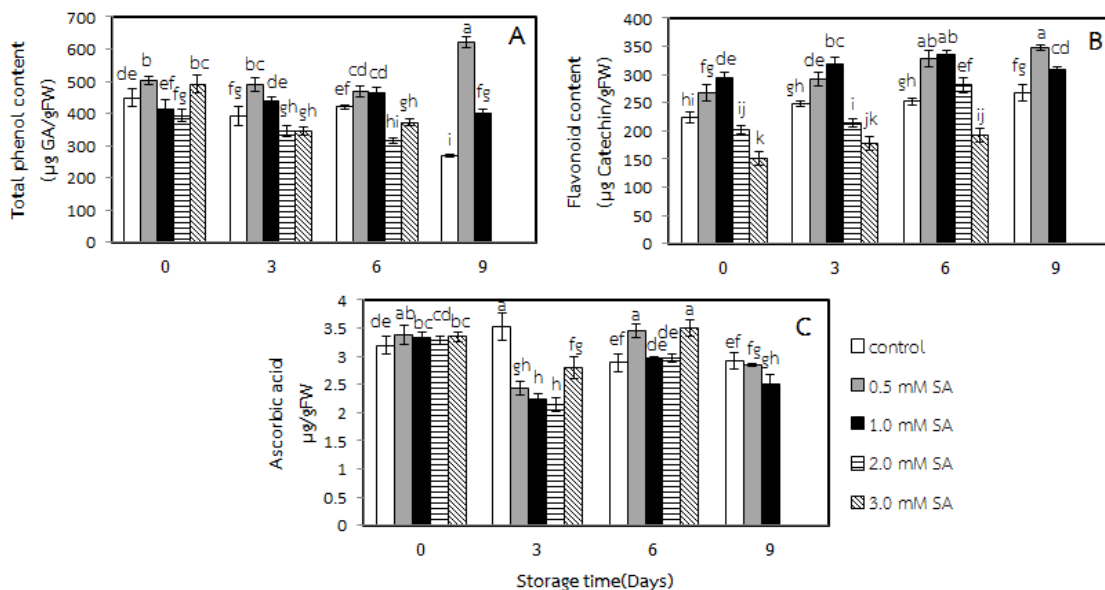 A
Total phenol content
(µg GA/gFW)
700
600
500
400
300
200
100
0
de b ef fg bc
fg bc de gh gh
ef cd cd hi gh
i a fg
0 3 6 9
B
Flavonoid content
(µg Catechin/gFW)
400
350
300
250
200
150
100
50
0
hi fg de ij k
gh de bc i jk
gh ab ab ef ij
fg a cd
0 3 6 9
C
Ascorbic acid
µg/gFW
4
3.5
3
2.5
2
1.5
1
0.5
0
de ab bc cd bc
a gh h h fg
ef a de de a
ef fg gh
0 3 6 9
Storage time(Days)
control
0.5 mM SA
1.0 mM SA
2.0 mM SA
3.0 mM SA